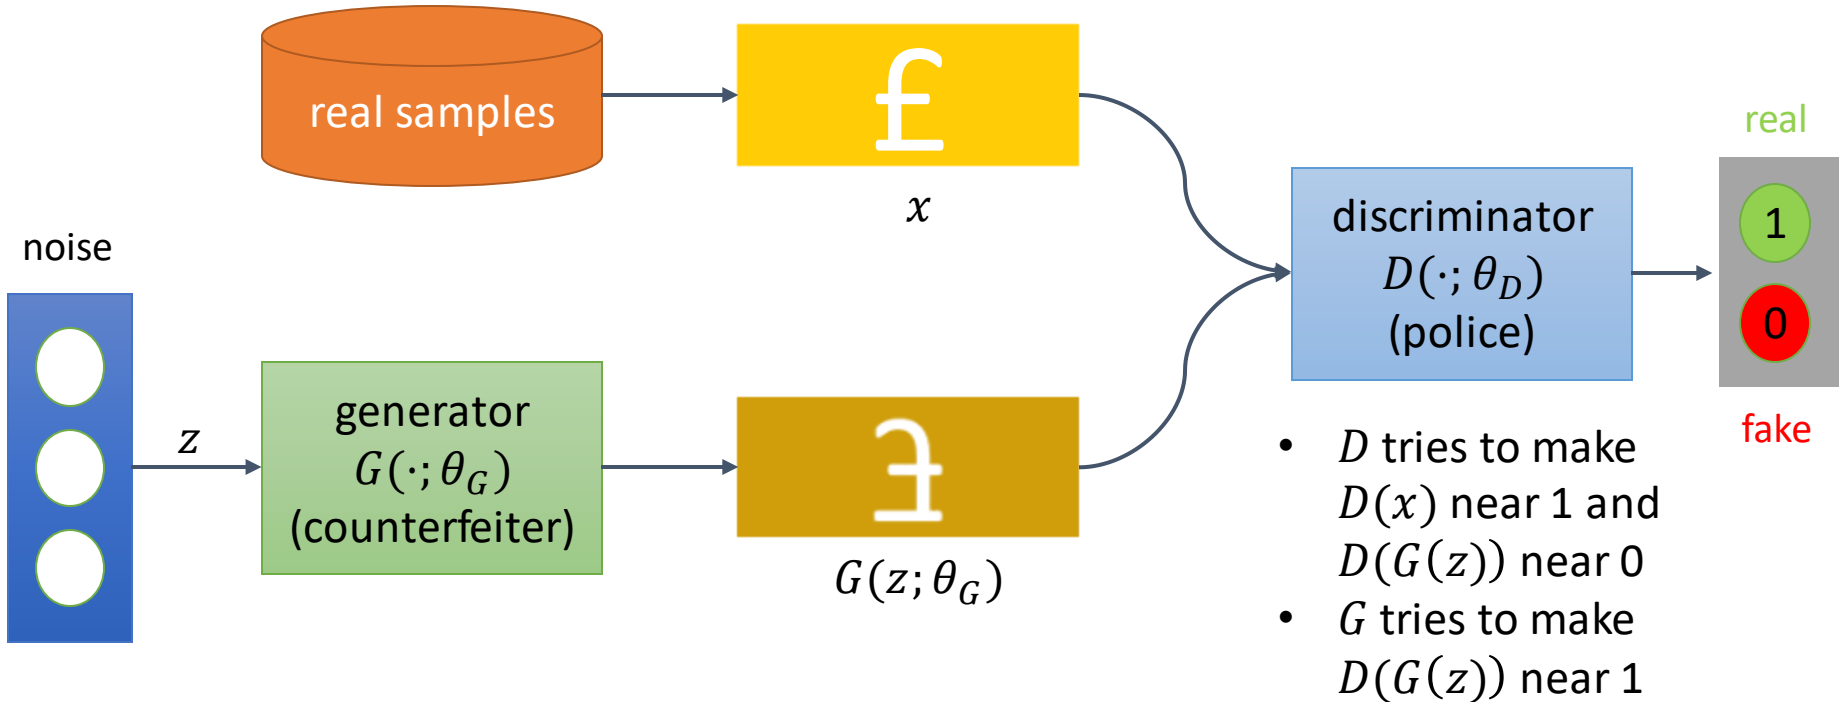 real samples
£
x
real
noise
discriminator
D(·; θ_D)
(police)
1
0
fake
z
generator
G(·; θ_G)
(counterfeiter)
G(z; θ_G)
• D tries to make
D(x) near 1 and
D(G(z)) near 0
• G tries to make
D(G(z)) near 1